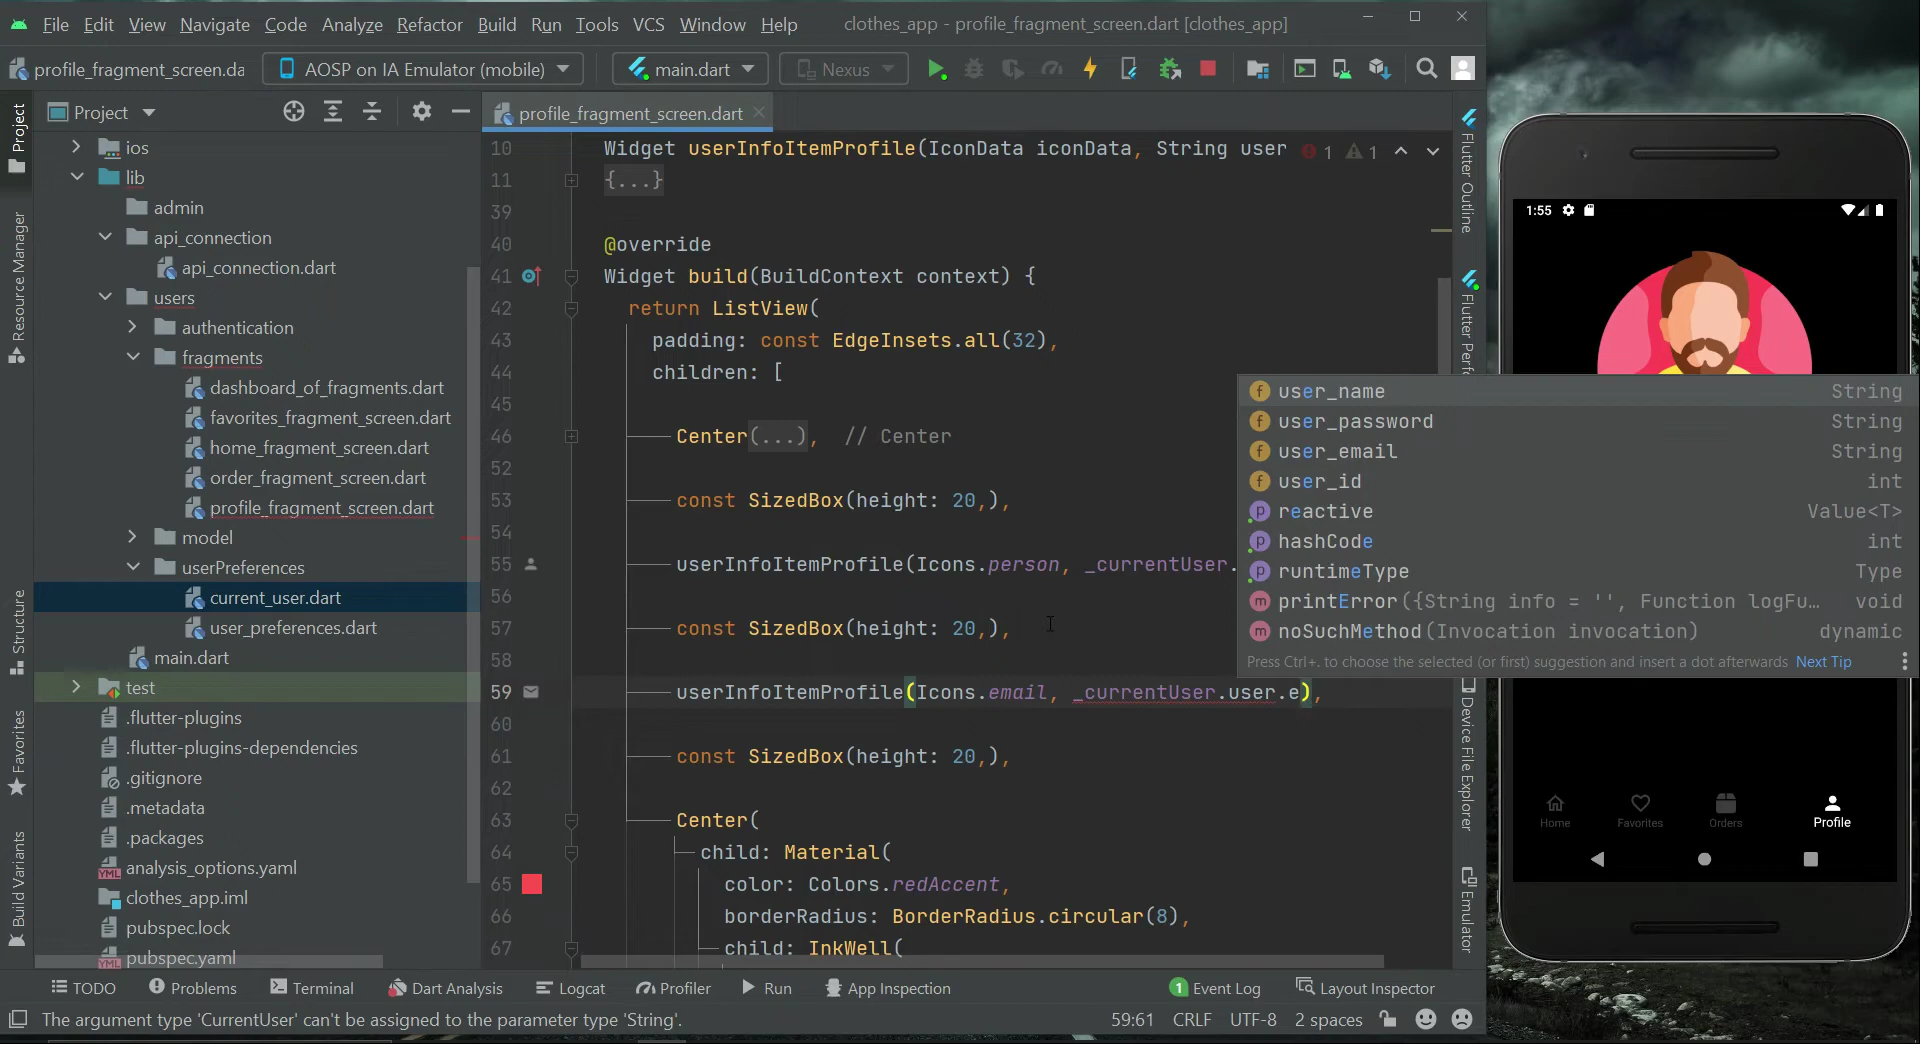 File Edit View Navigate Code Analyze Refactor Build Run Tools VCS Window Help clothes_app - profile_fragment_screen.dart [clothes_app]
profile_fragment_screen.da AOSP on IA Emulator (mobile) main.dart Nexus
Project
profile_fragment_screen.dart
Project
Resource Manager
Structure
Favorites
Build Variants
ios
lib
admin
api_connection
api_connection.dart
users
authentication
fragments
dashboard_of_fragments.dart
favorites_fragment_screen.dart
home_fragment_screen.dart
order_fragment_screen.dart
profile_fragment_screen.dart
model
userPreferences
current_user.dart
user_preferences.dart
main.dart
test
.flutter-plugins
.flutter-plugins-dependencies
.gitignore
.metadata
.packages
analysis_options.yaml
clothes_app.iml
pubspec.lock
pubspec.yaml
10 Widget userInfoItemProfile(IconData iconData, String user 1 1
11 {...}
39
40 @override
41 Widget build(BuildContext context) {
42 return ListView(
43 padding: const EdgeInsets.all(32),
44 children: [
45
46 Center(...), // Center
52
53 const SizedBox(height: 20,),
54
55 userInfoItemProfile(Icons.person, _currentUser.
56
57 const SizedBox(height: 20,),
58
59 userInfoItemProfile(Icons.email, _currentUser.user.e),
60
61 const SizedBox(height: 20,),
62
63 Center(
64 child: Material(
65 color: Colors.redAccent,
66 borderRadius: BorderRadius.circular(8),
67 child: InkWell(
user_name String
user_password String
user_email String
user_id int
reactive Value<T>
hashCode int
runtimeType Type
printError({String info = '', Function logFu... void
noSuchMethod(Invocation invocation) dynamic
Press Ctrl+. to choose the selected (or first) suggestion and insert a dot afterwards Next Tip
Flutter Outline
Flutter Perf
Device File Explorer
Emulator
1:55
Home Favorites Orders Profile
TODO Problems Terminal Dart Analysis Logcat Profiler Run App Inspection 1 Event Log Layout Inspector
The argument type 'CurrentUser' can't be assigned to the parameter type 'String'. 59:61 CRLF UTF-8 2 spaces